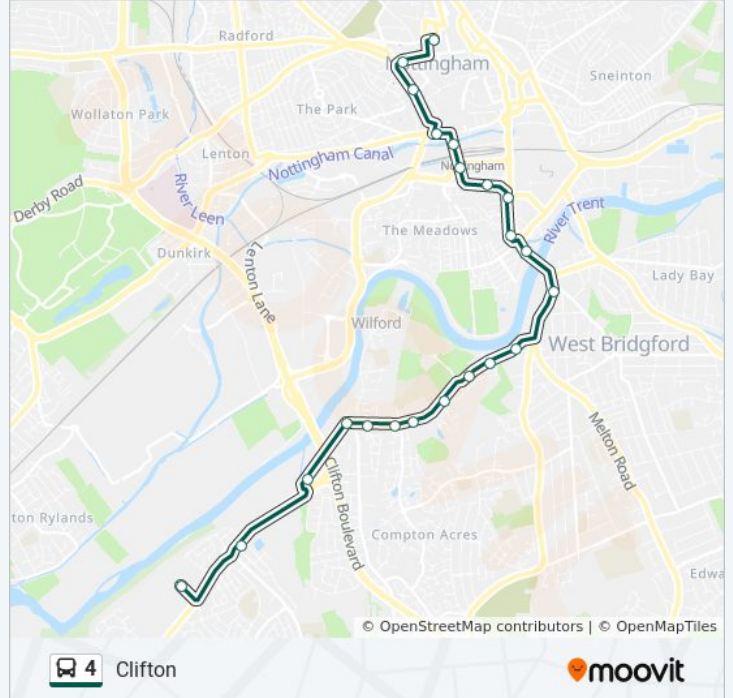 Radford
Nottingham
Sneinton
The Park
Wollaton Park
Lenton
Nottingham Canal
Nottingham
River Leen
Derby Road
River Trent
The Meadows
Dunkirk
Lenton Lane
Lady Bay
Wilford
West Bridgford
Melton Road
Clifton Boulevard
ton Rylands
Compton Acres
Edwa
© OpenStreetMap contributors | © OpenMapTiles
4 Clifton
moovit